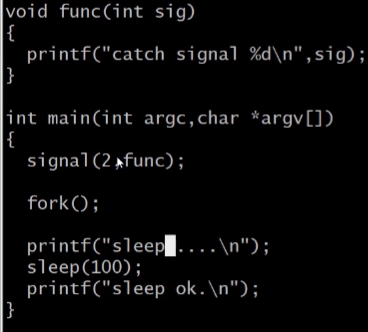 void func(int sig)
{
  printf("catch signal %d\n",sig);
}

int main(int argc,char *argv[])
{
  signal(2,func);

  fork();

  printf("sleep ....\n");
  sleep(100);
  printf("sleep ok.\n");
}